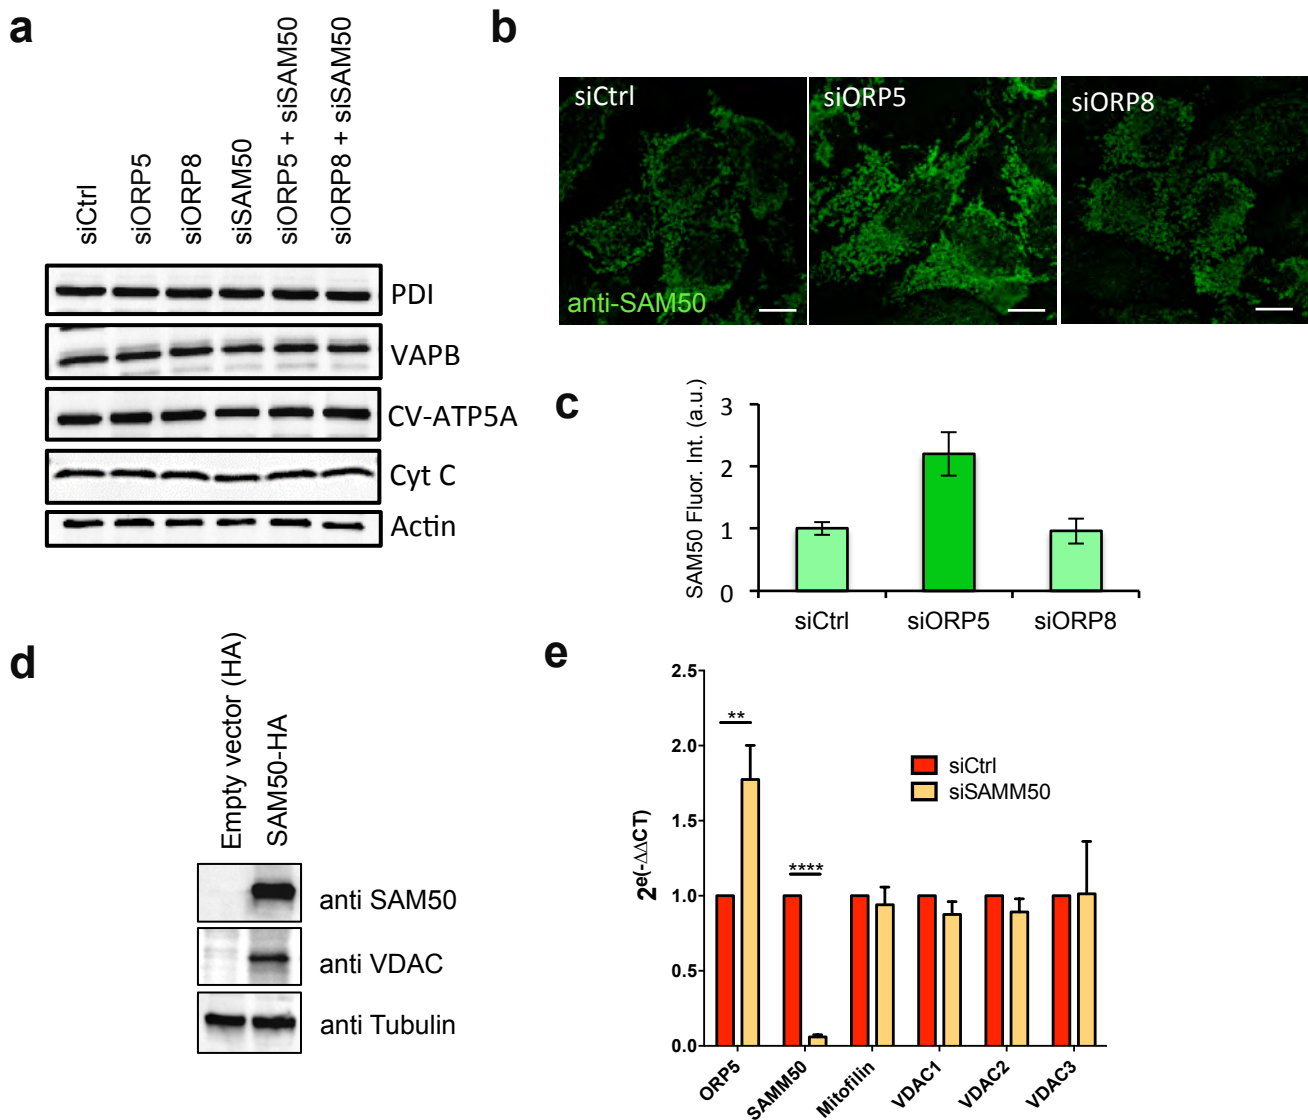 a
siCtrl
siORP5
siORP8
siSAM50
siORP5 + siSAM50
siORP8 + siSAM50
PDI
VAPB
CV-ATP5A
Cyt C
Actin
b
siCtrl
siORP5
siORP8
anti-SAM50
c
SAM50 Fluor. Int. (a.u.)
3
2
1
0
siCtrl
siORP5
siORP8
d
Empty vector (HA)
SAM50-HA
anti SAM50
anti VDAC
anti Tubulin
e
2e(-ΔΔCT)
2.5
2.0
1.5
1.0
0.5
0.0
**
****
siCtrl
siSAMM50
ORP5
SAMM50
Mitofilin
VDAC1
VDAC2
VDAC3